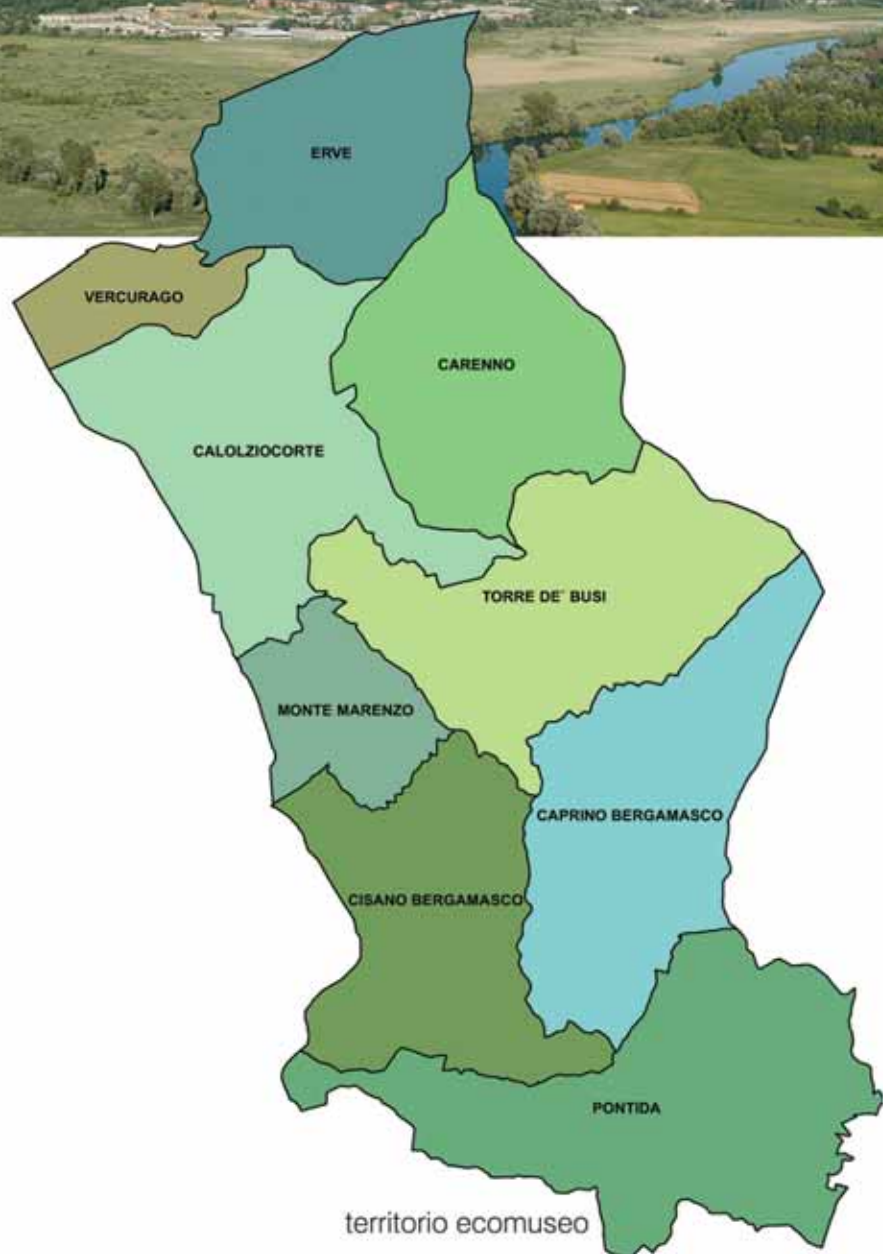 ERVE
VERCURAGO
CARENNO
CALOLZIOCORTE
TORRE DE' BUSI
MONTE MARENZO
CAPRINO BERGAMASCO
CISANO BERGAMASCO
PONTIDA
territorio ecomuseo